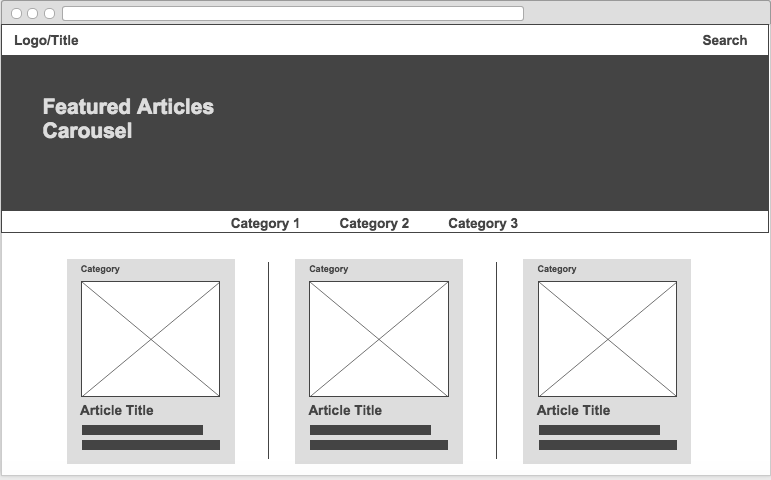 Logo/Title
Search
Featured Articles
Carousel
Category 1
Category 2
Category 3
Category
Category
Category
Article Title
Article Title
Article Title